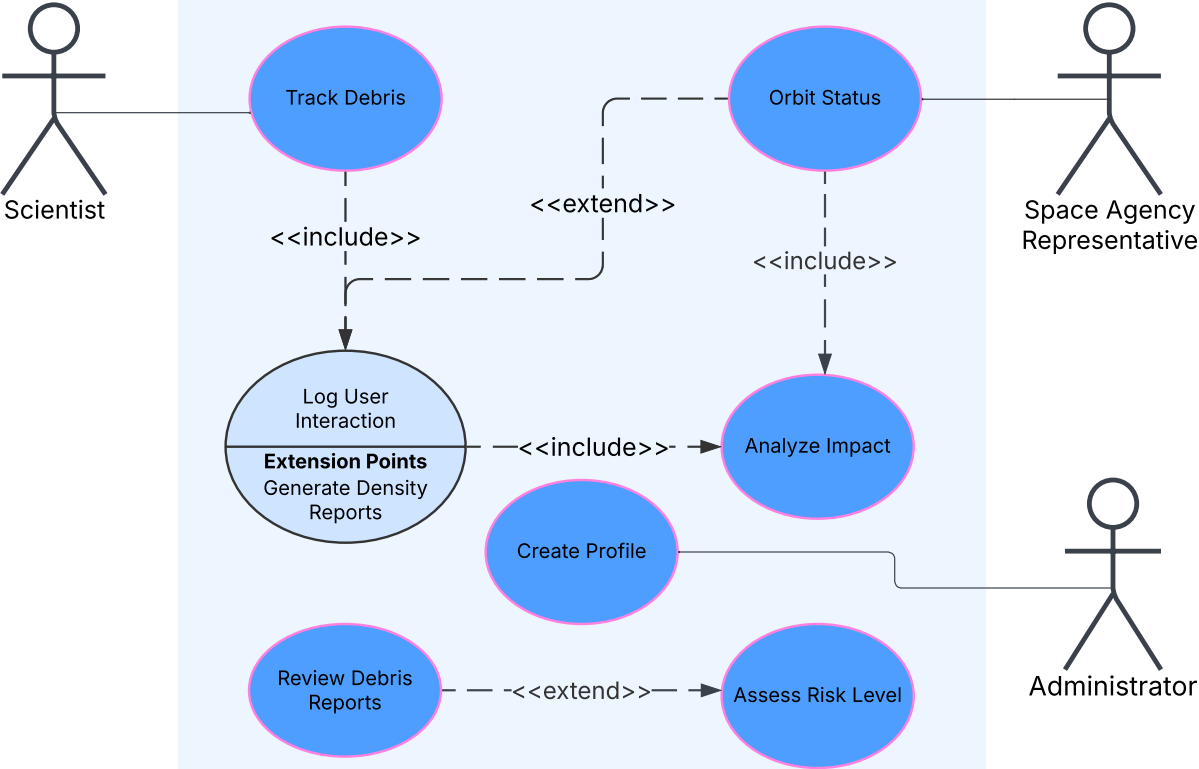 Track Debris
Orbit Status
<<extend>>
Scientist
Space Agency
Representative
<<include>>
<<include>>
Log User
Interaction
Extension Points
Generate Density
Reports
<<include>>
Analyze Impact
Create Profile
Review Debris
Reports
<<extend>>
Assess Risk Level
Administrator